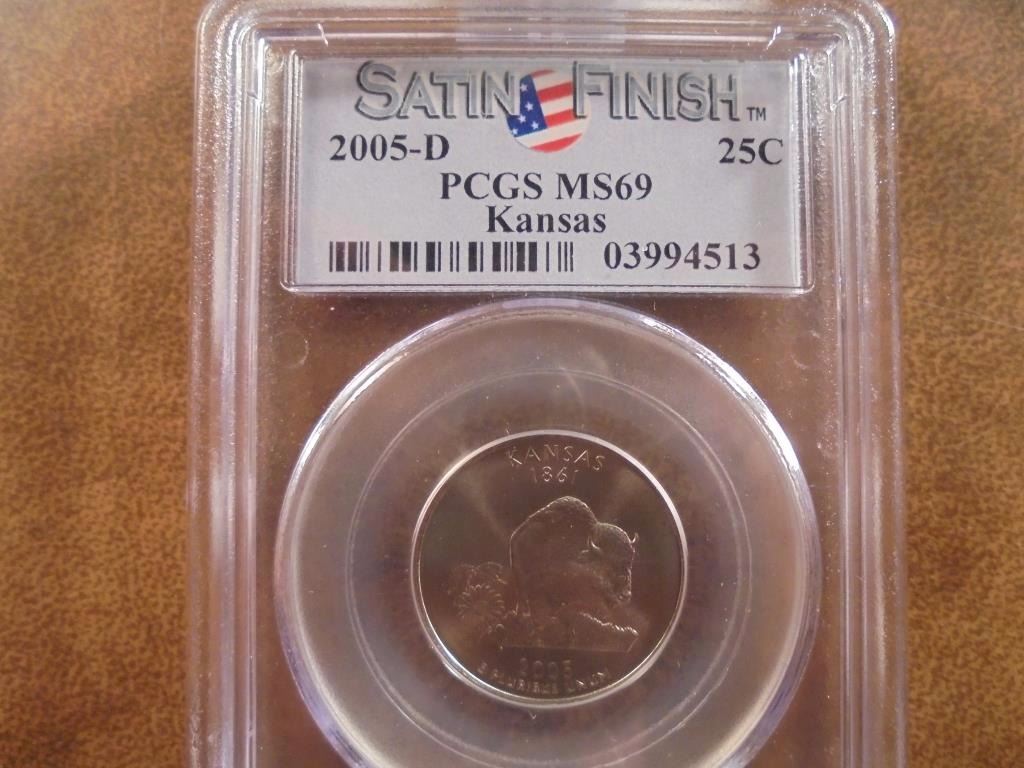 SATIN FINISH™
2005-D 25C
PCGS MS69
Kansas
03994513
KANSAS
1861
2005
E PLURIBUS UNUM